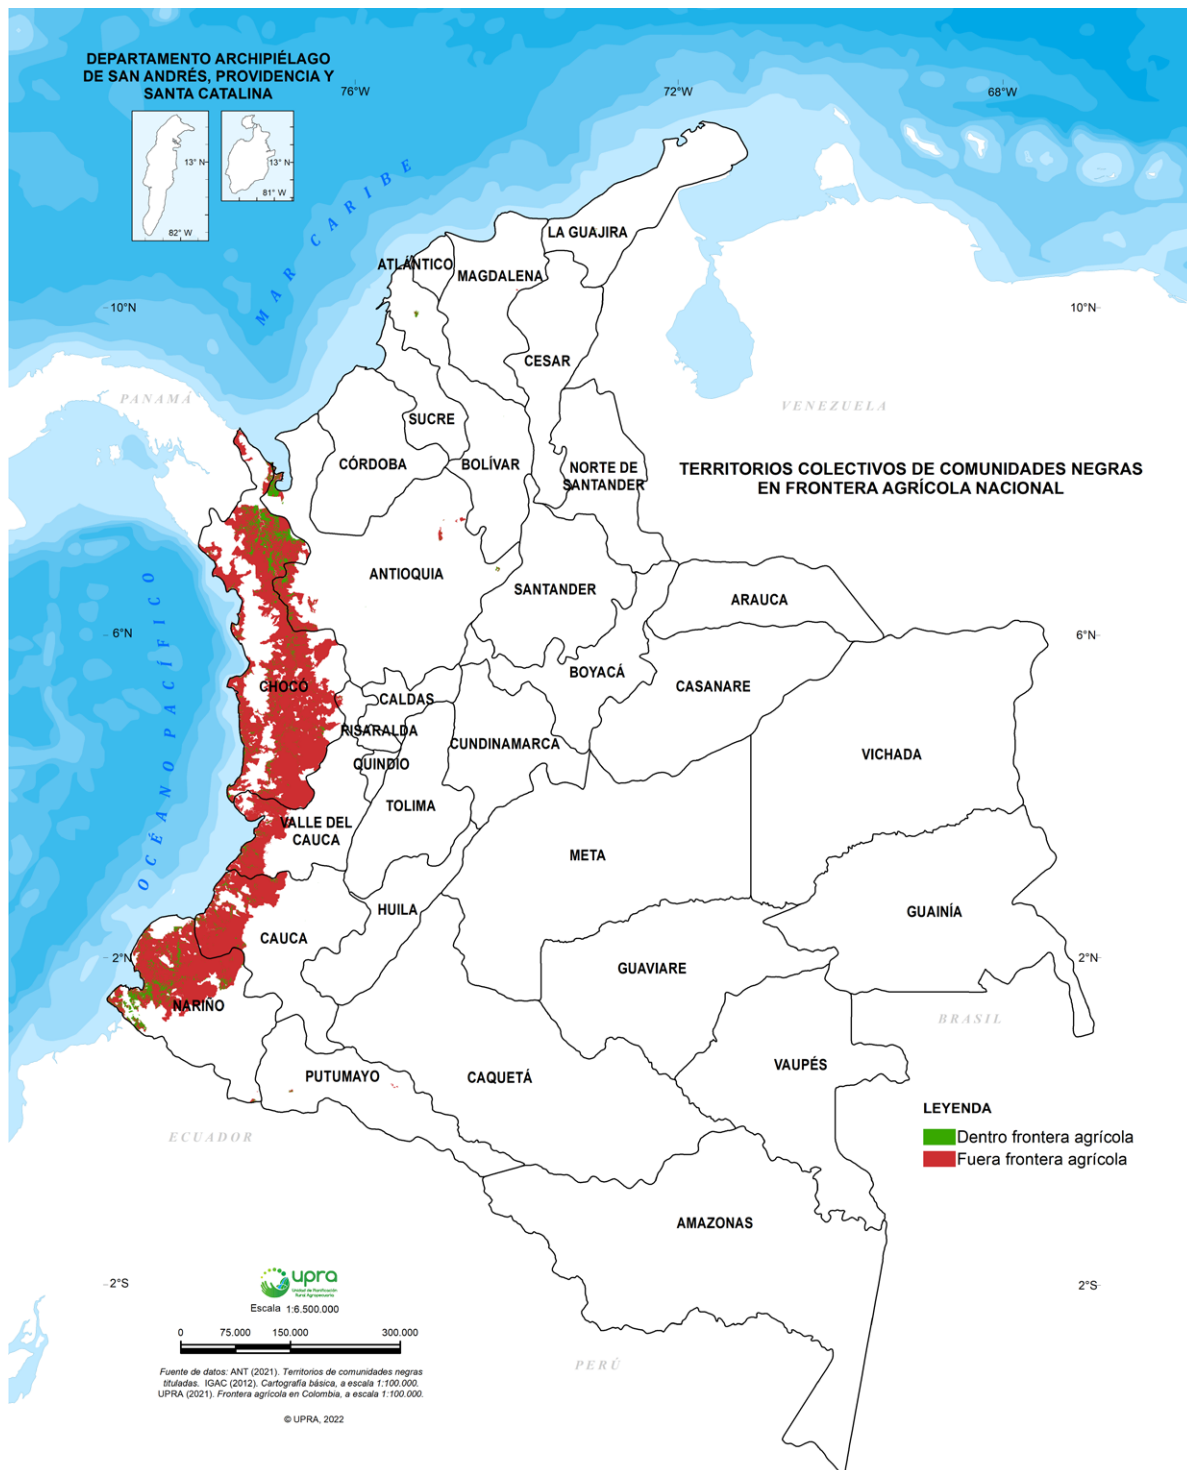 DEPARTAMENTO ARCHIPIÉLAGO
DE SAN ANDRÉS, PROVIDENCIA Y
SANTA CATALINA
76°W
72°W
68°W
13° N
13° N
81° W
82° W
MAR CARIBE
LA GUAJIRA
ATLÁNTICO
MAGDALENA
10°N
10°N
CESAR
PANAMÁ
VENEZUELA
SUCRE
CÓRDOBA
BOLÍVAR
NORTE DE
SANTANDER
TERRITORIOS COLECTIVOS DE COMUNIDADES NEGRAS
EN FRONTERA AGRÍCOLA NACIONAL
ANTIOQUIA
SANTANDER
ARAUCA
OCÉANO PACÍFICO
6°N
6°N
BOYACÁ
CHOCÓ
CALDAS
CASANARE
RISARALDA
CUNDINAMARCA
VICHADA
QUINDIO
TOLIMA
VALLE DEL
CAUCA
META
HUILA
GUAINÍA
CAUCA
2°N
2°N
GUAVIARE
NARIÑO
BRASIL
VAUPÉS
PUTUMAYO
CAQUETÁ
LEYENDA
ECUADOR
Dentro frontera agrícola
Fuera frontera agrícola
AMAZONAS
2°S
2°S
upra
Unidad de Planificación
Rural Agropecuaria
Escala 1:6.500.000
0 75.000 150.000 300.000
PERÚ
Fuente de datos: ANT (2021). Territorios de comunidades negras
tituladas. IGAC (2012). Cartografía básica, a escala 1:100.000.
UPRA (2021). Frontera agrícola en Colombia, a escala 1:100.000.
© UPRA, 2022